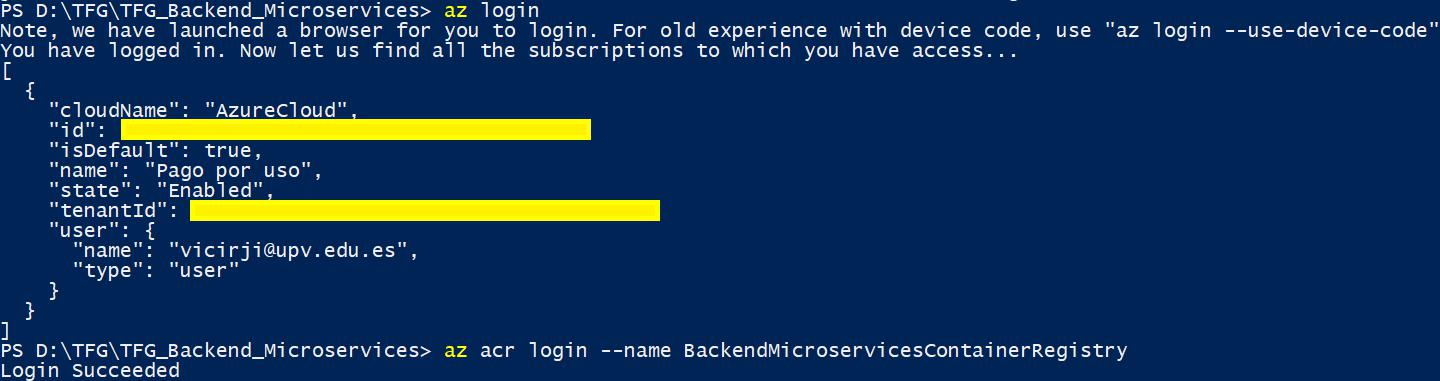 PS D:\TFG\TFG_Backend_Microservices> az login
Note, we have launched a browser for you to login. For old experience with device code, use "az login --use-device-code"
You have logged in. Now let us find all the subscriptions to which you have access...
[
  {
    "cloudName": "AzureCloud",
    "id":
    "isDefault": true,
    "name": "Pago por uso",
    "state": "Enabled",
    "tenantId":
    "user": {
      "name": "vicirji@upv.edu.es",
      "type": "user"
    }
  }
]
PS D:\TFG\TFG_Backend_Microservices> az acr login --name BackendMicroservicesContainerRegistry
Login Succeeded